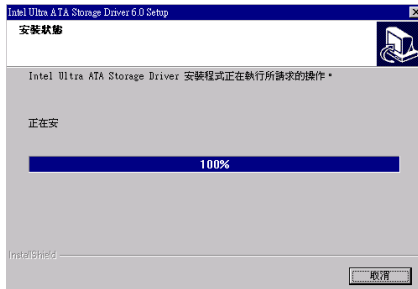 Intel Ultra ATA Storage Driver 6.0 Setup
安裝狀態
Intel Ultra ATA Storage Driver 安裝程式正在執行所請求的操作。
正在安
100%
InstallShield
取消